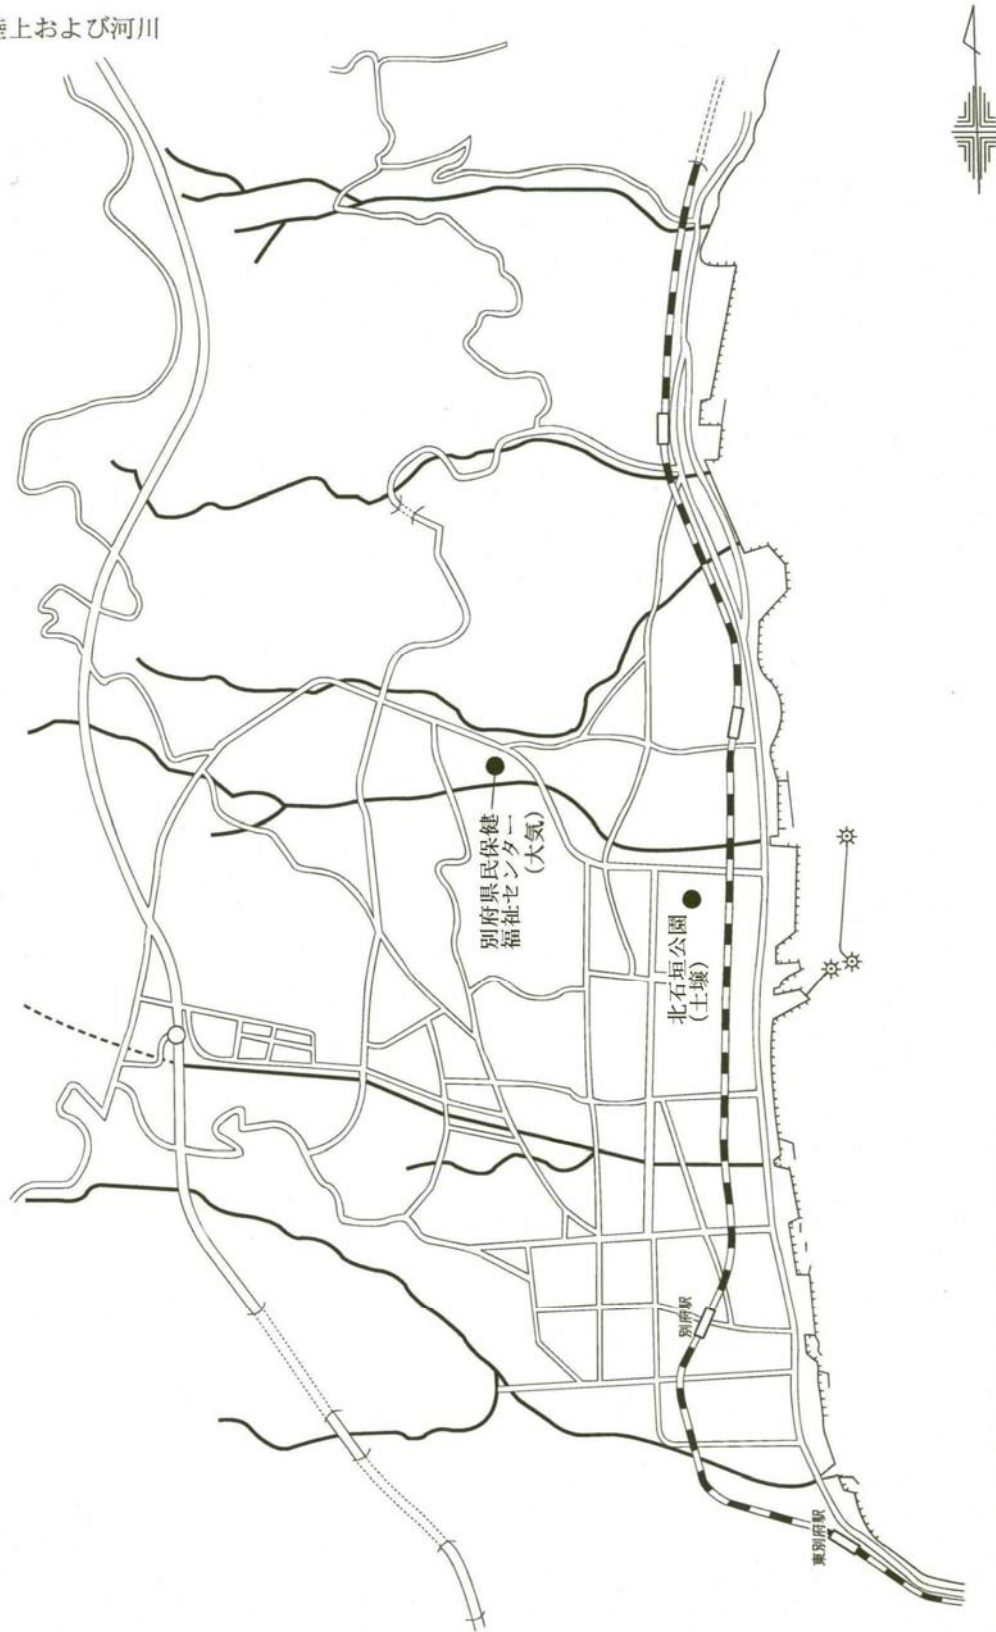 陸上および河川
別府県民保健
福祉センター
(大気)
北石垣公園
(土壌)
別府駅
東別府駅